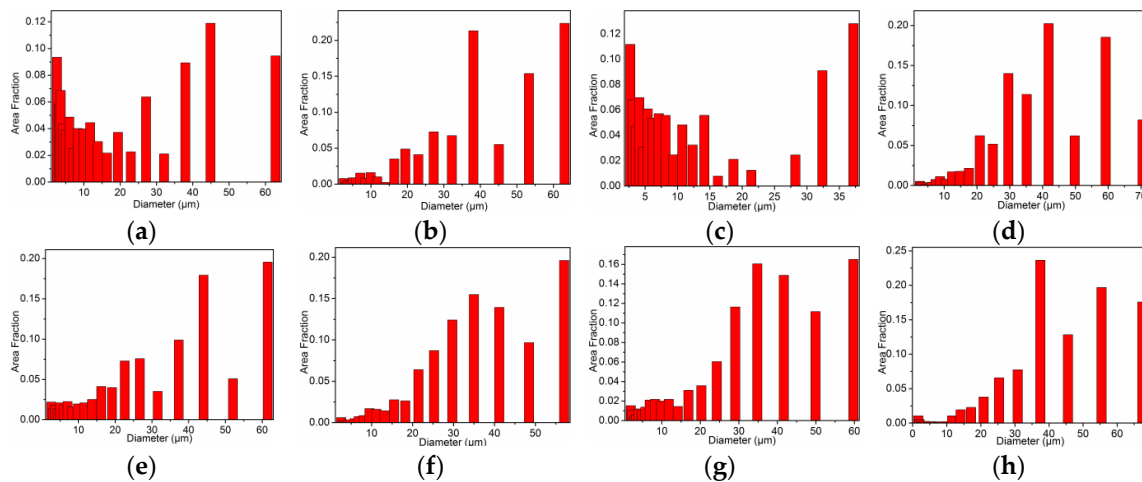 0.12
0.10
0.08
0.06
0.04
0.02
0.00
Area Fraction
10 20 30 40 50 60
Diameter (µm)
(a)
0.20
0.15
0.10
0.05
0.00
Area Fraction
10 20 30 40 50 60
Diameter (µm)
(b)
0.12
0.10
0.08
0.06
0.04
0.02
0.00
Area Fraction
5 10 15 20 25 30 35
Diameter (µm)
(c)
0.20
0.15
0.10
0.05
0.00
Area Fraction
10 20 30 40 50 60 70
Diameter (µm)
(d)
0.20
0.15
0.10
0.05
0.00
Area Fraction
10 20 30 40 50 60
Diameter (µm)
(e)
0.20
0.15
0.10
0.05
0.00
Area Fraction
10 20 30 40 50
Diameter (µm)
(f)
0.16
0.14
0.12
0.10
0.08
0.06
0.04
0.02
0.00
Area Fraction
10 20 30 40 50 60
Diameter (µm)
(g)
0.25
0.20
0.15
0.10
0.05
0.00
Area Fraction
0 10 20 30 40 50 60
Diameter (µm)
(h)